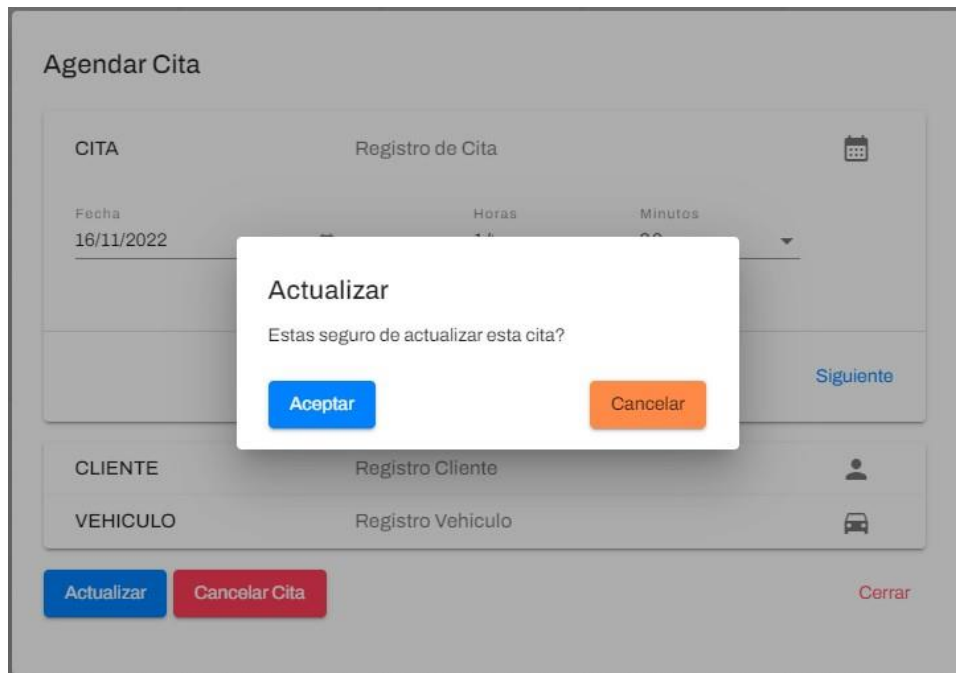 Agendar Cita
CITA Registro de Cita
Fecha Horas Minutos
16/11/2022
Actualizar
Estas seguro de actualizar esta cita?
Siguiente
Aceptar Cancelar
CLIENTE Registro Cliente
VEHICULO Registro Vehiculo
Actualizar Cancelar Cita Cerrar